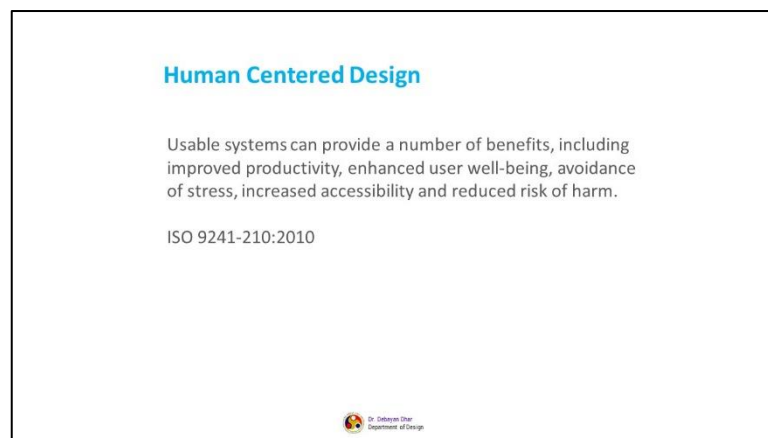 Human Centered Design
Usable systems can provide a number of benefits, including
improved productivity, enhanced user well-being, avoidance
of stress, increased accessibility and reduced risk of harm.
ISO 9241-210:2010
Dr. Debayan Dhar
Department of Design